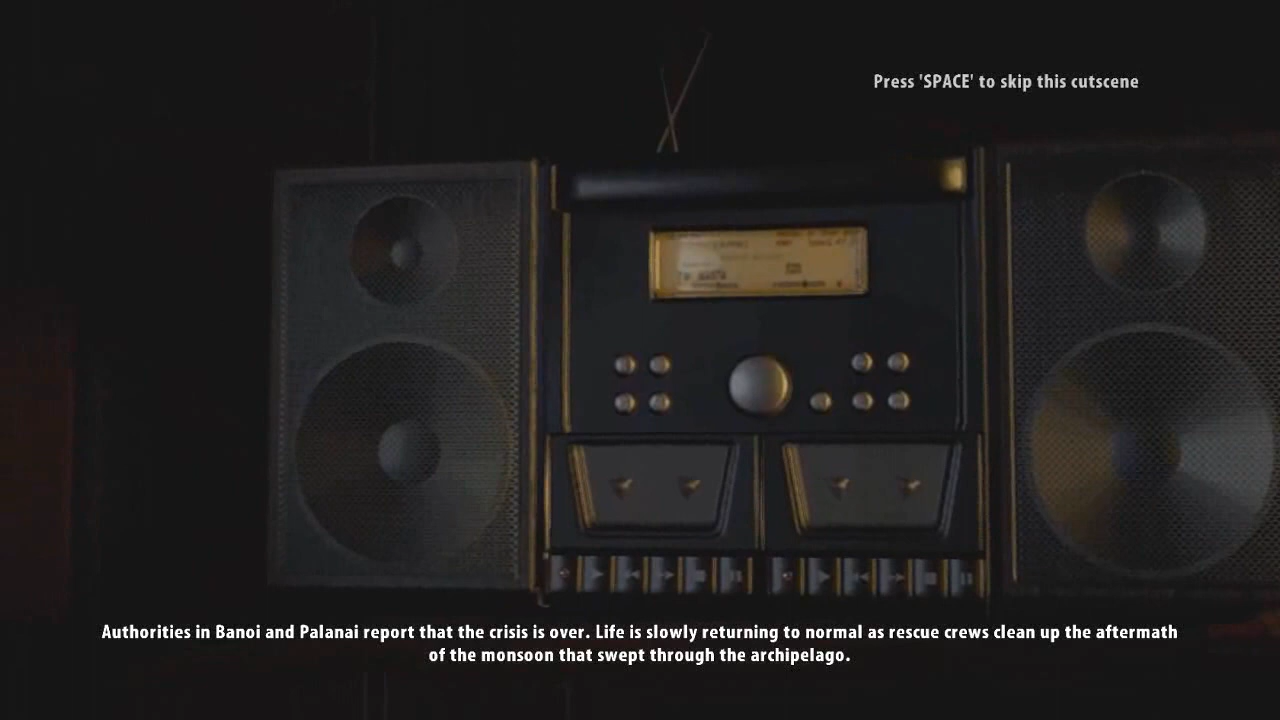 Press 'SPACE' to skip this cutscene
Authorities in Banoi and Palanai report that the crisis is over. Life is slowly returning to normal as rescue crews clean up the aftermath
of the monsoon that swept through the archipelago.